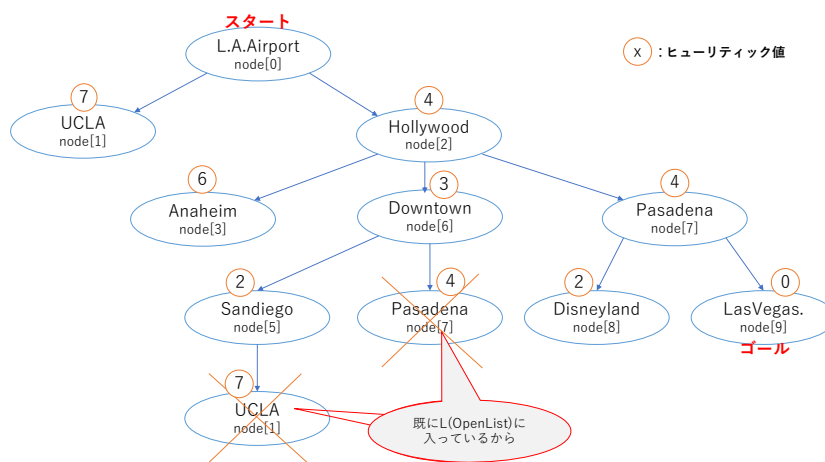 スタート
L.A.Airport
node[0]
x
:ヒューリティック値
7
UCLA
node[1]
4
Hollywood
node[2]
6
Anaheim
node[3]
3
Downtown
node[6]
4
Pasadena
node[7]
2
Sandiego
node[5]
4
Pasadena
node[7]
2
Disneyland
node[8]
0
LasVegas.
node[9]
ゴール
7
UCLA
node[1]
既にL(OpenList)に
入っているから